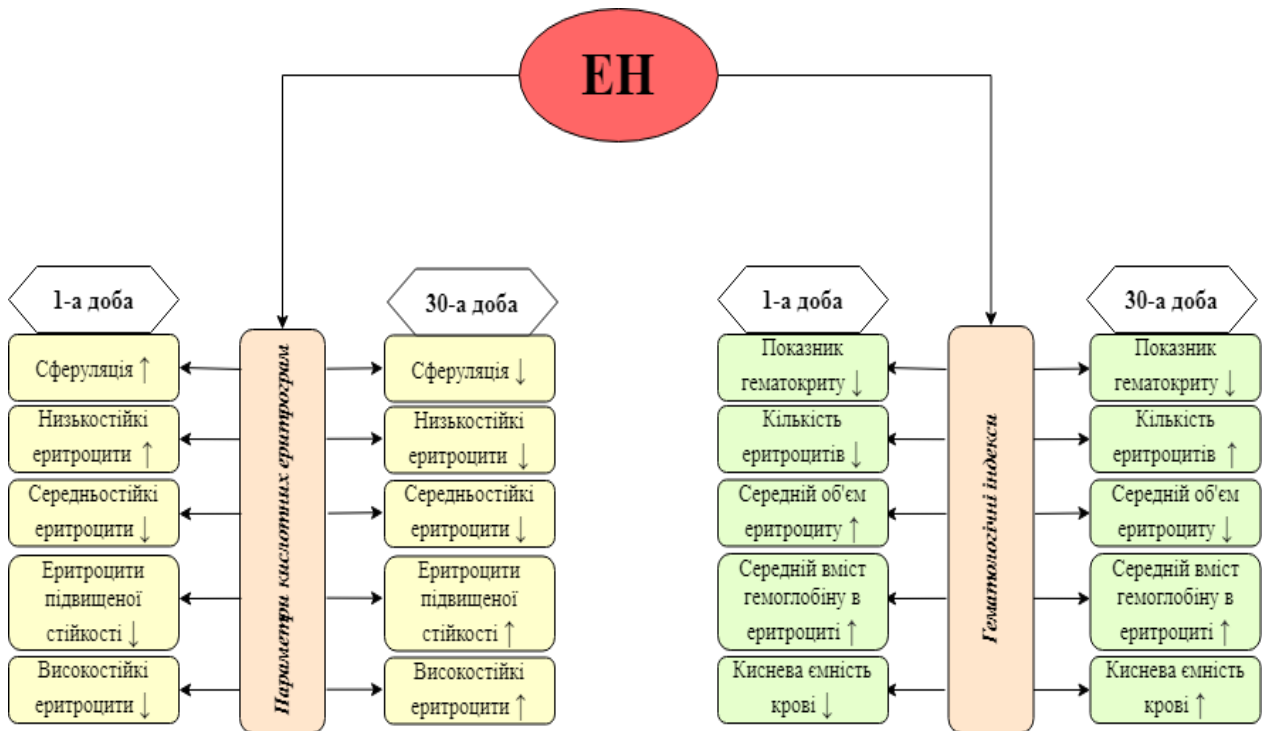 ЕН
1-а доба
Сферуляція ↑
Низькостійкі
еритроцити ↑
Середньостійкі
еритроцити ↓
Еритроцити
підвищеної
стійкості ↓
Високостійкі
еритроцити ↓
Параметри кислотних еритрограм
30-а доба
Сферуляція ↓
Низькостійкі
еритроцити ↓
Середньостійкі
еритроцити ↓
Еритроцити
підвищеної
стійкості ↑
Високостійкі
еритроцити ↑
1-а доба
Показник
гематокриту ↓
Кількість
еритроцитів ↓
Середній об'єм
еритроциту ↑
Середній вміст
гемоглобіну в
еритроциті ↑
Киснева ємність
крові ↓
Гематологічні індекси
30-а доба
Показник
гематокриту ↓
Кількість
еритроцитів ↑
Середній об'єм
еритроциту ↓
Середній вміст
гемоглобіну в
еритроциті ↑
Киснева ємність
крові ↑